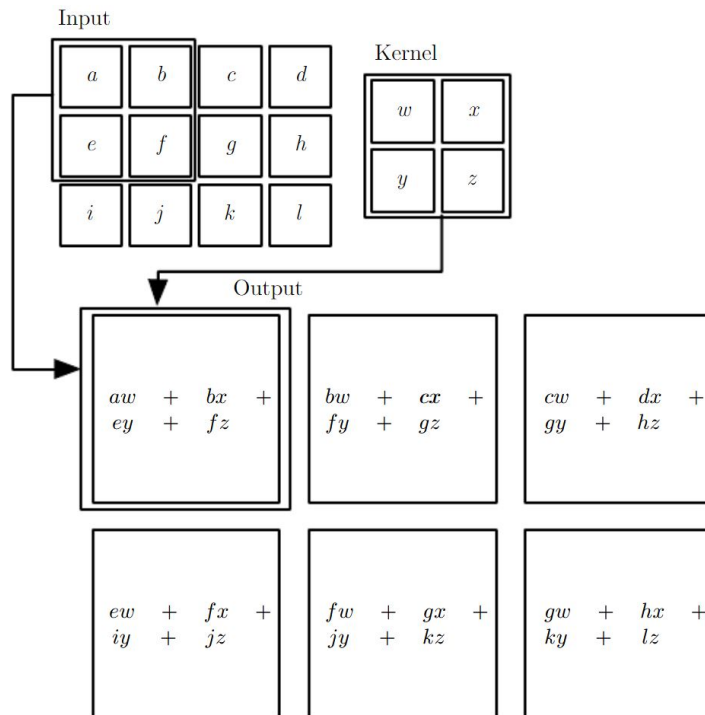 Input
Kernel
a b c d
w x
e f g h
y z
i j k l
Output
aw + bx +
ey + fz
bw + cx +
fy + gz
cw + dx +
gy + hz
ew + fx +
iy + jz
fw + gx +
jy + kz
gw + hx +
ky + lz